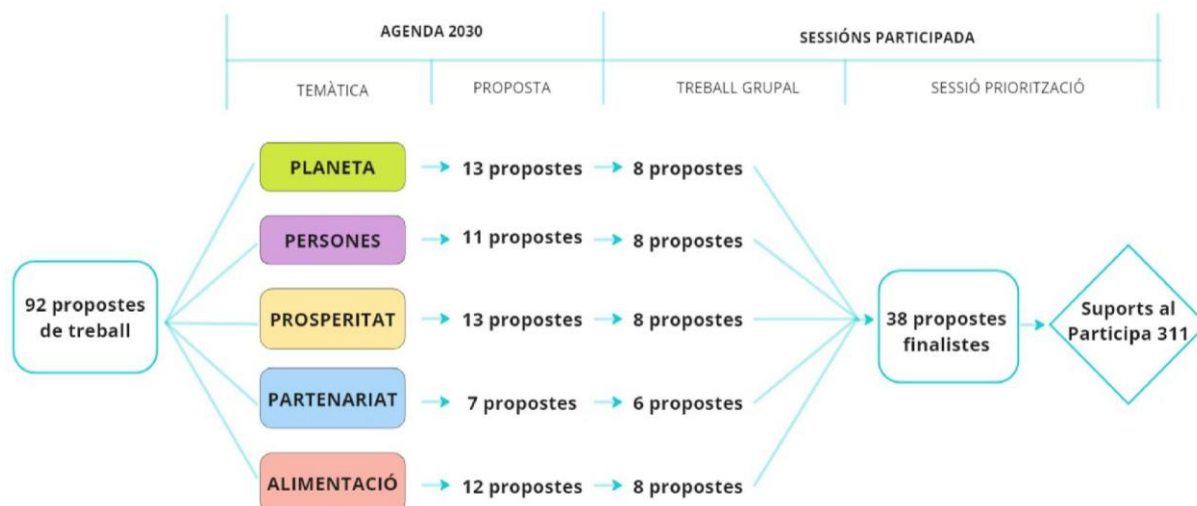 AGENDA 2030
SESSIÓNS PARTICIPADA
TEMÀTICA
PROPOSTA
TREBALL GRUPAL
SESSIÓ PRIORITZACIÓ
92 propostes
de treball
PLANETA
13 propostes
8 propostes
PERSONES
11 propostes
8 propostes
PROSPERITAT
13 propostes
8 propostes
PARTENARIAT
7 propostes
6 propostes
ALIMENTACIÓ
12 propostes
8 propostes
38 propostes
finalistes
Suports al
Participa 311